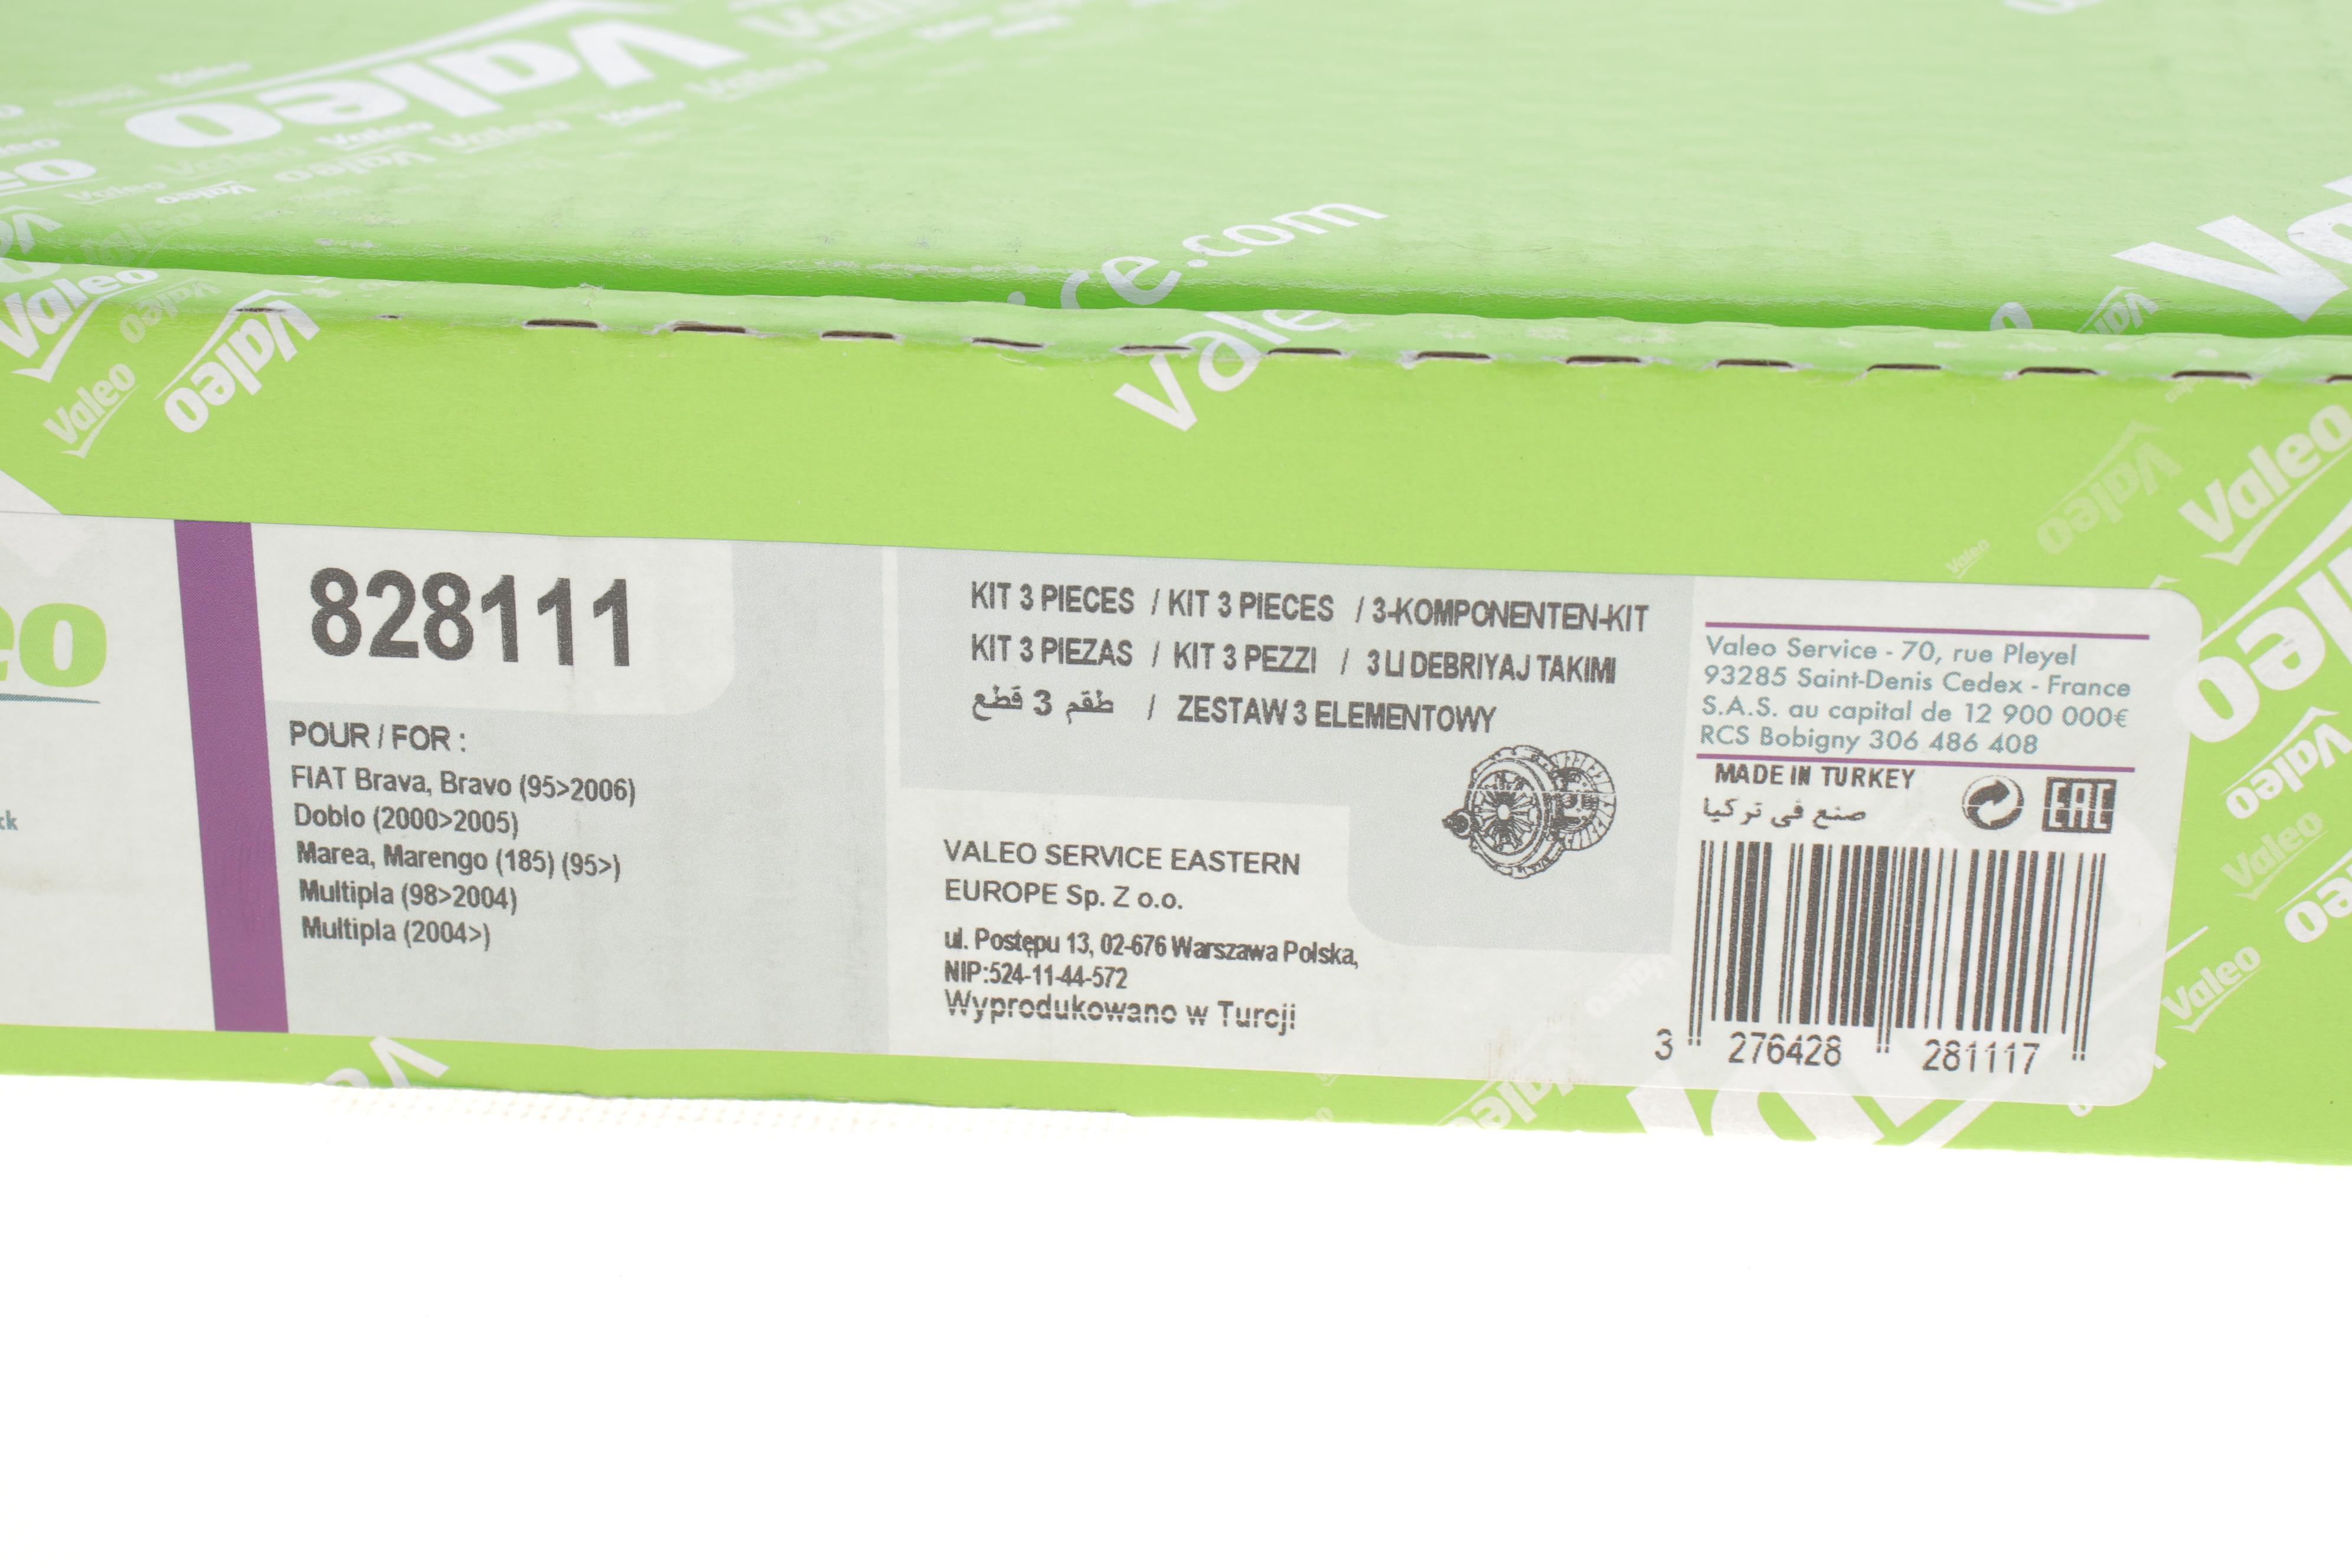 Valeo
Valeoservice.com
828111
POUR / FOR :
FIAT Brava, Bravo (95>2006)
Doblo (2000>2005)
Marea, Marengo (185) (95>)
Multipla (98>2004)
Multipla (2004>)
KIT 3 PIECES / KIT 3 PIECES / 3-KOMPONENTEN-KIT
KIT 3 PIEZAS / KIT 3 PEZZI / 3 LI DEBRIYAJ TAKIMI
طقم 3 قطع / ZESTAW 3 ELEMENTOWY
VALEO SERVICE EASTERN
EUROPE Sp. Z o.o.
ul. Postępu 13, 02-676 Warszawa Polska,
NIP:524-11-44-572
Wyprodukowano w Turcji
Valeo Service - 70, rue Pleyel
93285 Saint-Denis Cedex - France
S.A.S. au capital de 12 900 000€
RCS Bobigny 306 486 408
MADE IN TURKEY
صنع في تركيا
EAC
3 276428 281117